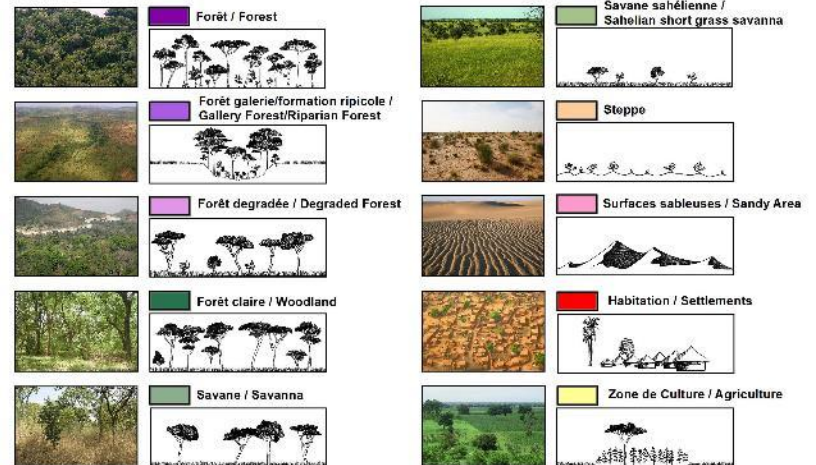 Forêt / Forest
Forêt galerie/formation ripicole /
Gallery Forest/Riparian Forest
Forêt degradée / Degraded Forest
Forêt claire / Woodland
Savane / Savanna
Savane sahélienne /
Sahelian short grass savanna
Steppe
Surfaces sableuses / Sandy Area
Habitation / Settlements
Zone de Culture / Agriculture